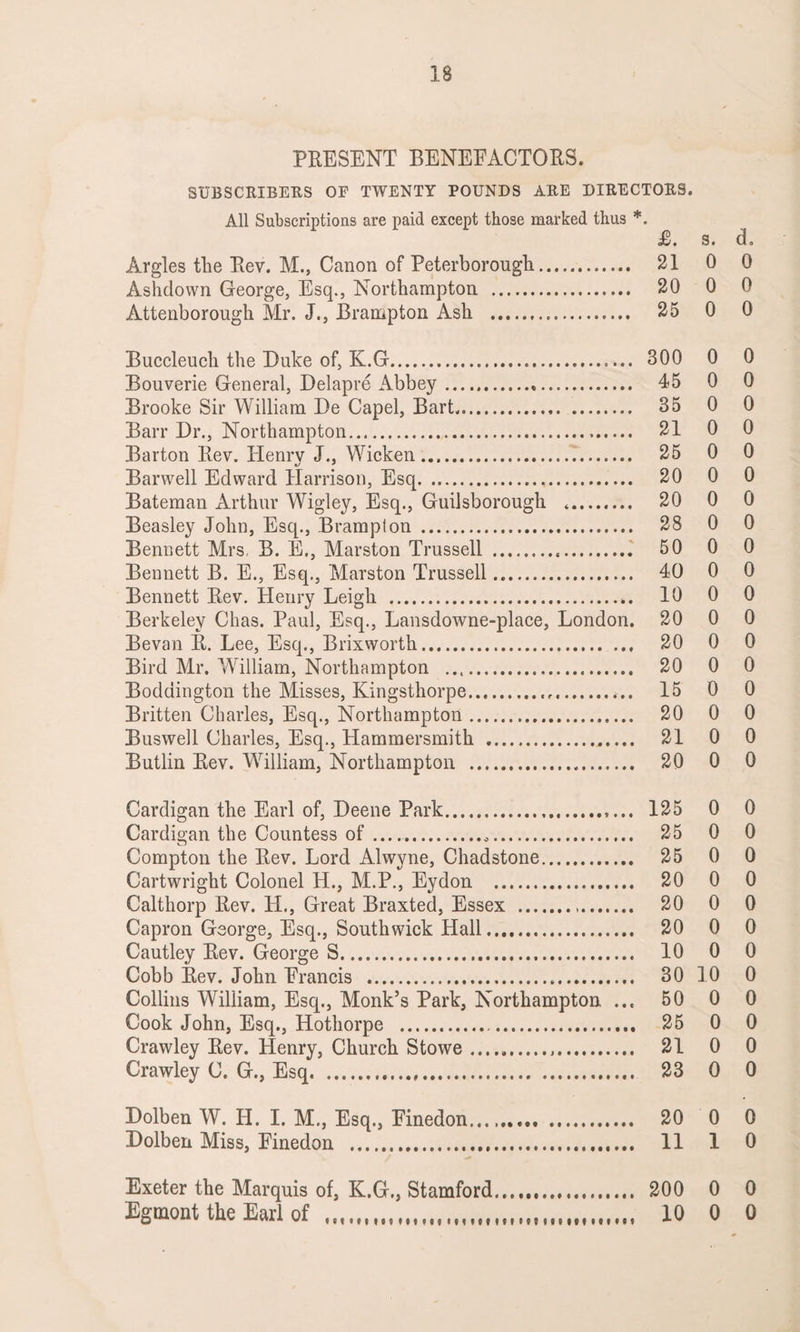 18
PRESENT BENEFACTORS.
SUBSCRIBERS OF TWENTY POUNDS ARE DIRECTORS.
All Subscriptions are paid except those marked thus *.
£. s. d.
Argles the Rev. M., Canon of Peterborough............. 21 0 0
Ashdown George, Esq., Northampton .................. 20 0 0
Attenborough Mr. J., Brampton Ash .................. 25 0 0
Buccleuch the Duke of, K.G............................... 300 0 0
Bouverie General, Delapré Abbey ........................ 45 0 0
Brooke Sir William De Capel, Bart....................... 35 0 0
Barr Dr., Northampton.................................... 21 0 0
Barton Rev. Henry J., Wicken ........................... 25 0 0
Barwell Edward Harrison, Esq. ......................... 20 0 0
Bateman Arthur Wigley, Esq., Guilsborough ......... 20 0 0
Beasley John, Esq., Brampton ........................... 28 0 0
Bennett Mrs. B. E., Marston Trussell .................. 50 0 0
Bennett B. E., Esq., Marston Trussell .................. 40 0 0
Bennett Rev. Henry Leigh ............................... 10 0 0
Berkeley Chas. Paul, Esq., Lansdowne-place, London. 20 0 0
Bevan R. Lee, Esq., Brixworth........................... 20 0 0
Bird Mr. William, Northampton ........................ 20 0 0
Boddington the Misses, Kingsthorpe..................... 15 0 0
Britten Charles, Esq., Northampton ..................... 20 0 0
Buswell Charles, Esq., Hammersmith .................. 21 0 0
Butlin Rev. William, Northampton ..................... 20 0 0
Cardigan the Earl of, Deene Park........................ 125 0 0
Cardigan the Countess of ................................. 25 0 0
Compton the Rev. Lord Alwyne, Chadstone............ 25 0 0
Cartwright Colonel H., M.P., Eydon .................. 20 0 0
Calthorp Rev. H., Great Braxted, Essex ............... 20 0 0
Capron George, Esq., Southwick Hall .................. 20 0 0
Cautley Rev. George S..................................... 10 0 0
Cobb Rev. John Francis .................................. 30 10 0
Collins William, Esq., Monk's Park, Northampton ... 50 0 0
Cook John, Esq., Hothorpe .............................. 25 0 0
Crawley Rev. Henry, Church Stowe ..................... 21 0 0
Crawley C. G., Esq. ....................................... 23 0 0
Dolben W. H. I. M., Esq., Finedon..................... 20 0 0
Dolben Miss, Finedon .................................... 11 1 0
Exeter the Marquis of, K.G., Stamford.................. 200 0 0
Egmont the Earl of ....................................... 10 0 0